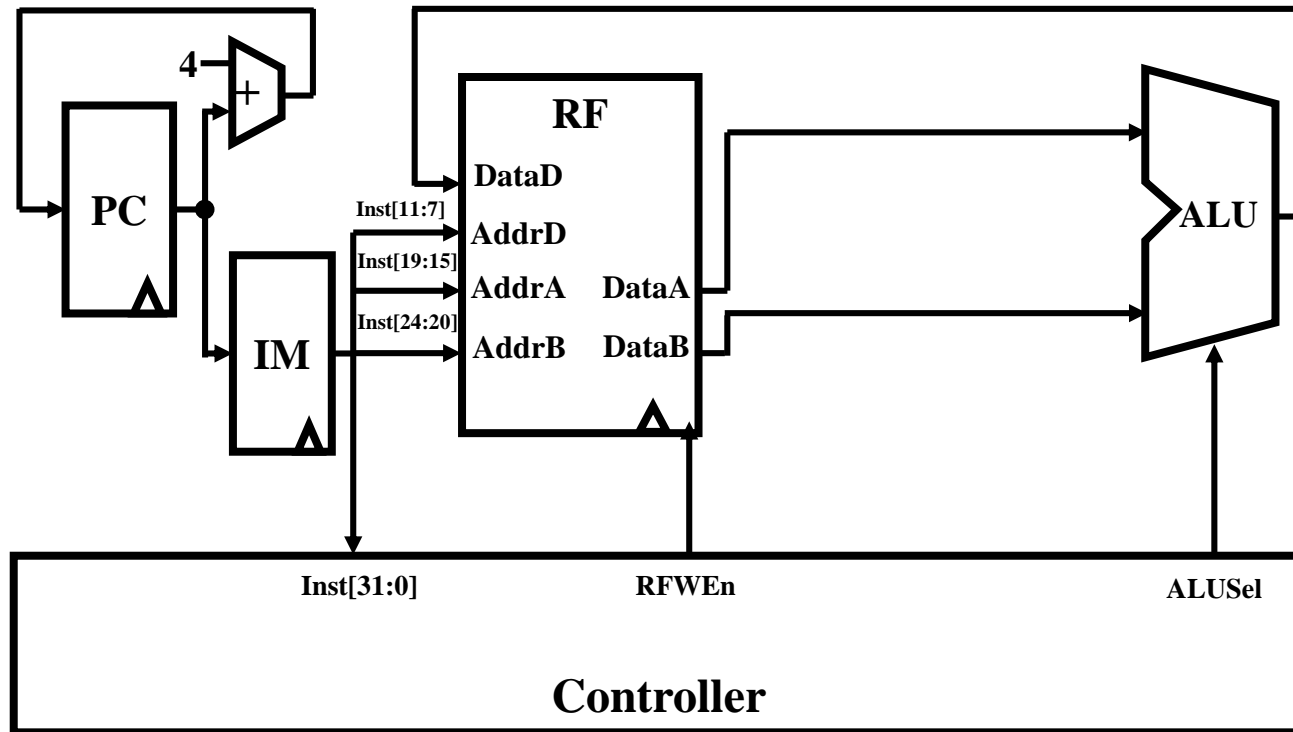 4
+
RF
PC
DataD
Inst[11:7]
AddrD
ALU
Inst[19:15]
AddrA
DataA
Inst[24:20]
AddrB
DataB
IM
Inst[31:0]
RFWEn
ALUSel
Controller